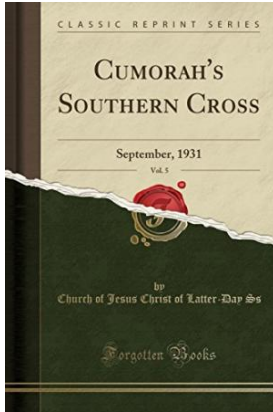 CLASSIC REPRINT SERIES
CUMORAH'S
SOUTHERN CROSS
September, 1931
Vol. 5
by
Church of Jesus Christ of Latter-Day Ss
Forgotten Books